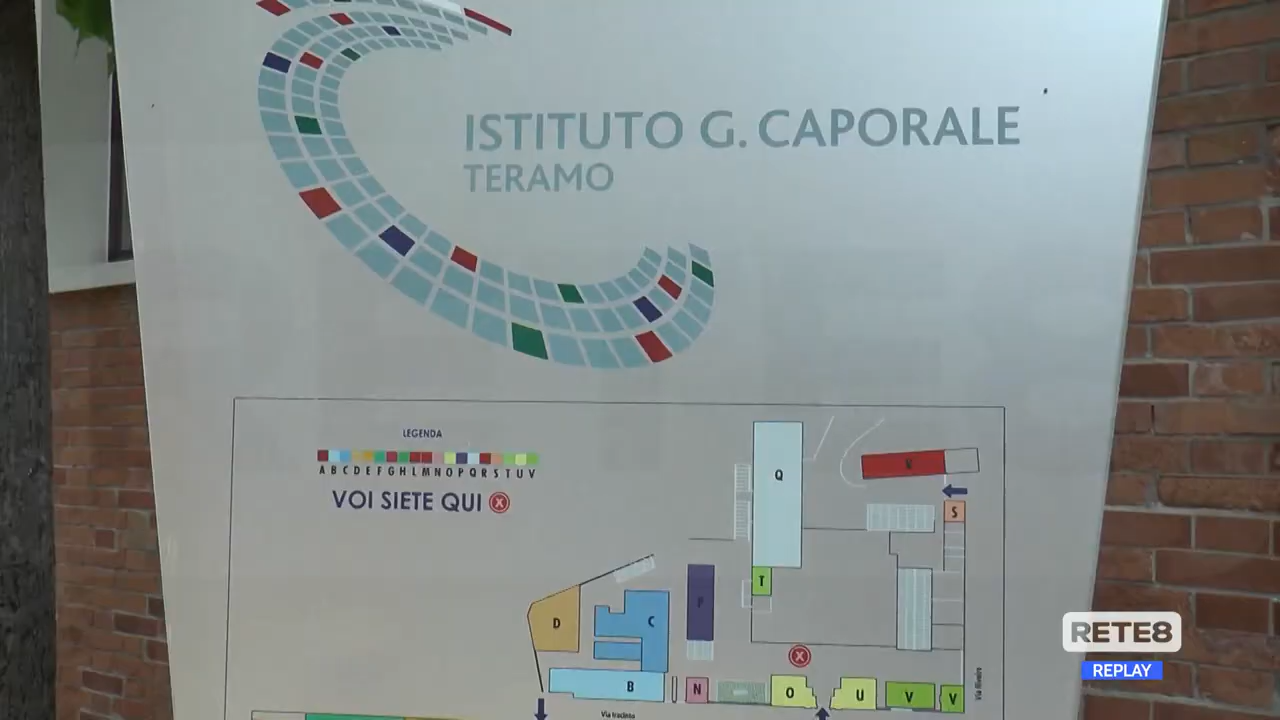 ISTITUTO G. CAPORALE
TERAMO
LEGENDA
A B C D E F G H L M N O P Q R S T U V
VOI SIETE QUI X
Q
S
T
P
D
C
X
B
N
O
U
V
V
RETE8
REPLAY